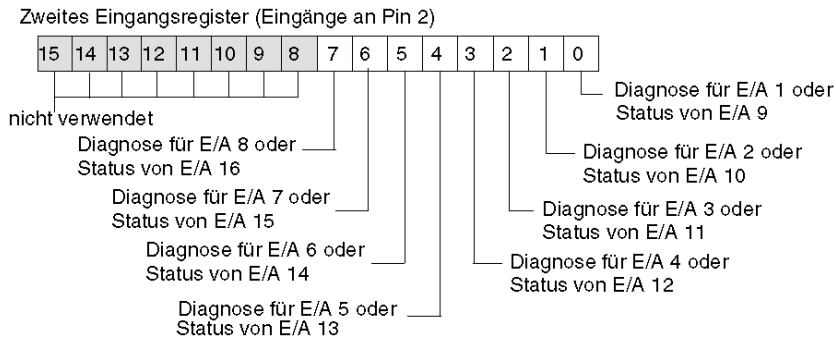 Zweites Eingangsregister (Eingänge an Pin 2)
15 14 13 12 11 10 9 8 7 6 5 4 3 2 1 0
nicht verwendet
Diagnose für E/A 1 oder
Status von E/A 9
Diagnose für E/A 8 oder
Status von E/A 16
Diagnose für E/A 2 oder
Status von E/A 10
Diagnose für E/A 7 oder
Status von E/A 15
Diagnose für E/A 3 oder
Status von E/A 11
Diagnose für E/A 6 oder
Status von E/A 14
Diagnose für E/A 4 oder
Status von E/A 12
Diagnose für E/A 5 oder
Status von E/A 13